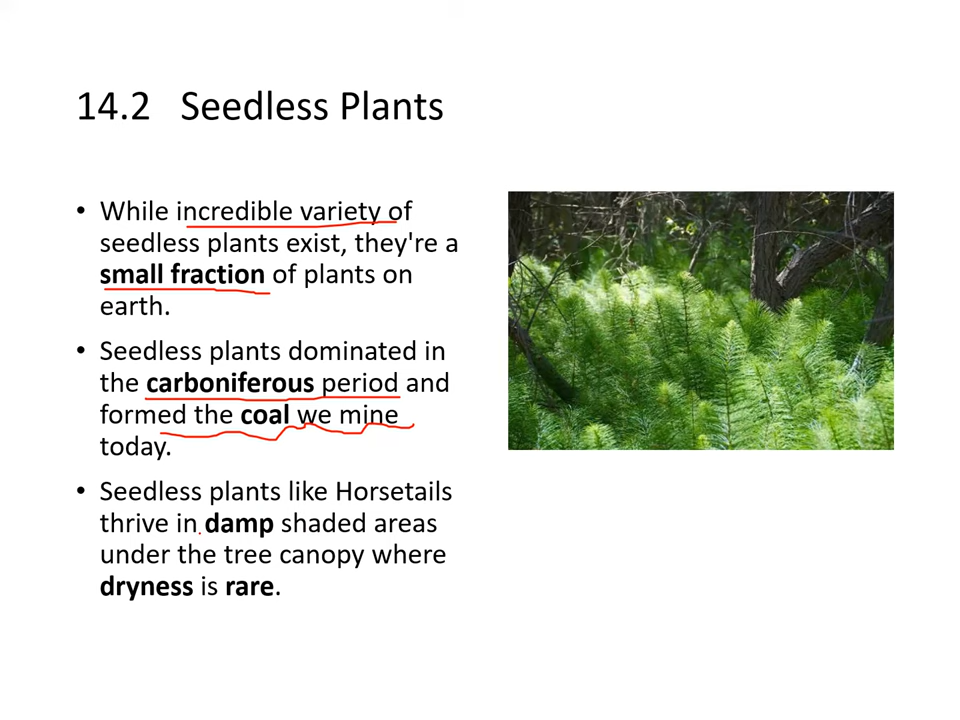 14.2 Seedless Plants
• While incredible variety of
seedless plants exist, they're a
small fraction of plants on
earth.
• Seedless plants dominated in
the carboniferous period and
formed the coal we mine
today.
• Seedless plants like Horsetails
thrive in damp shaded areas
under the tree canopy where
dryness is rare.